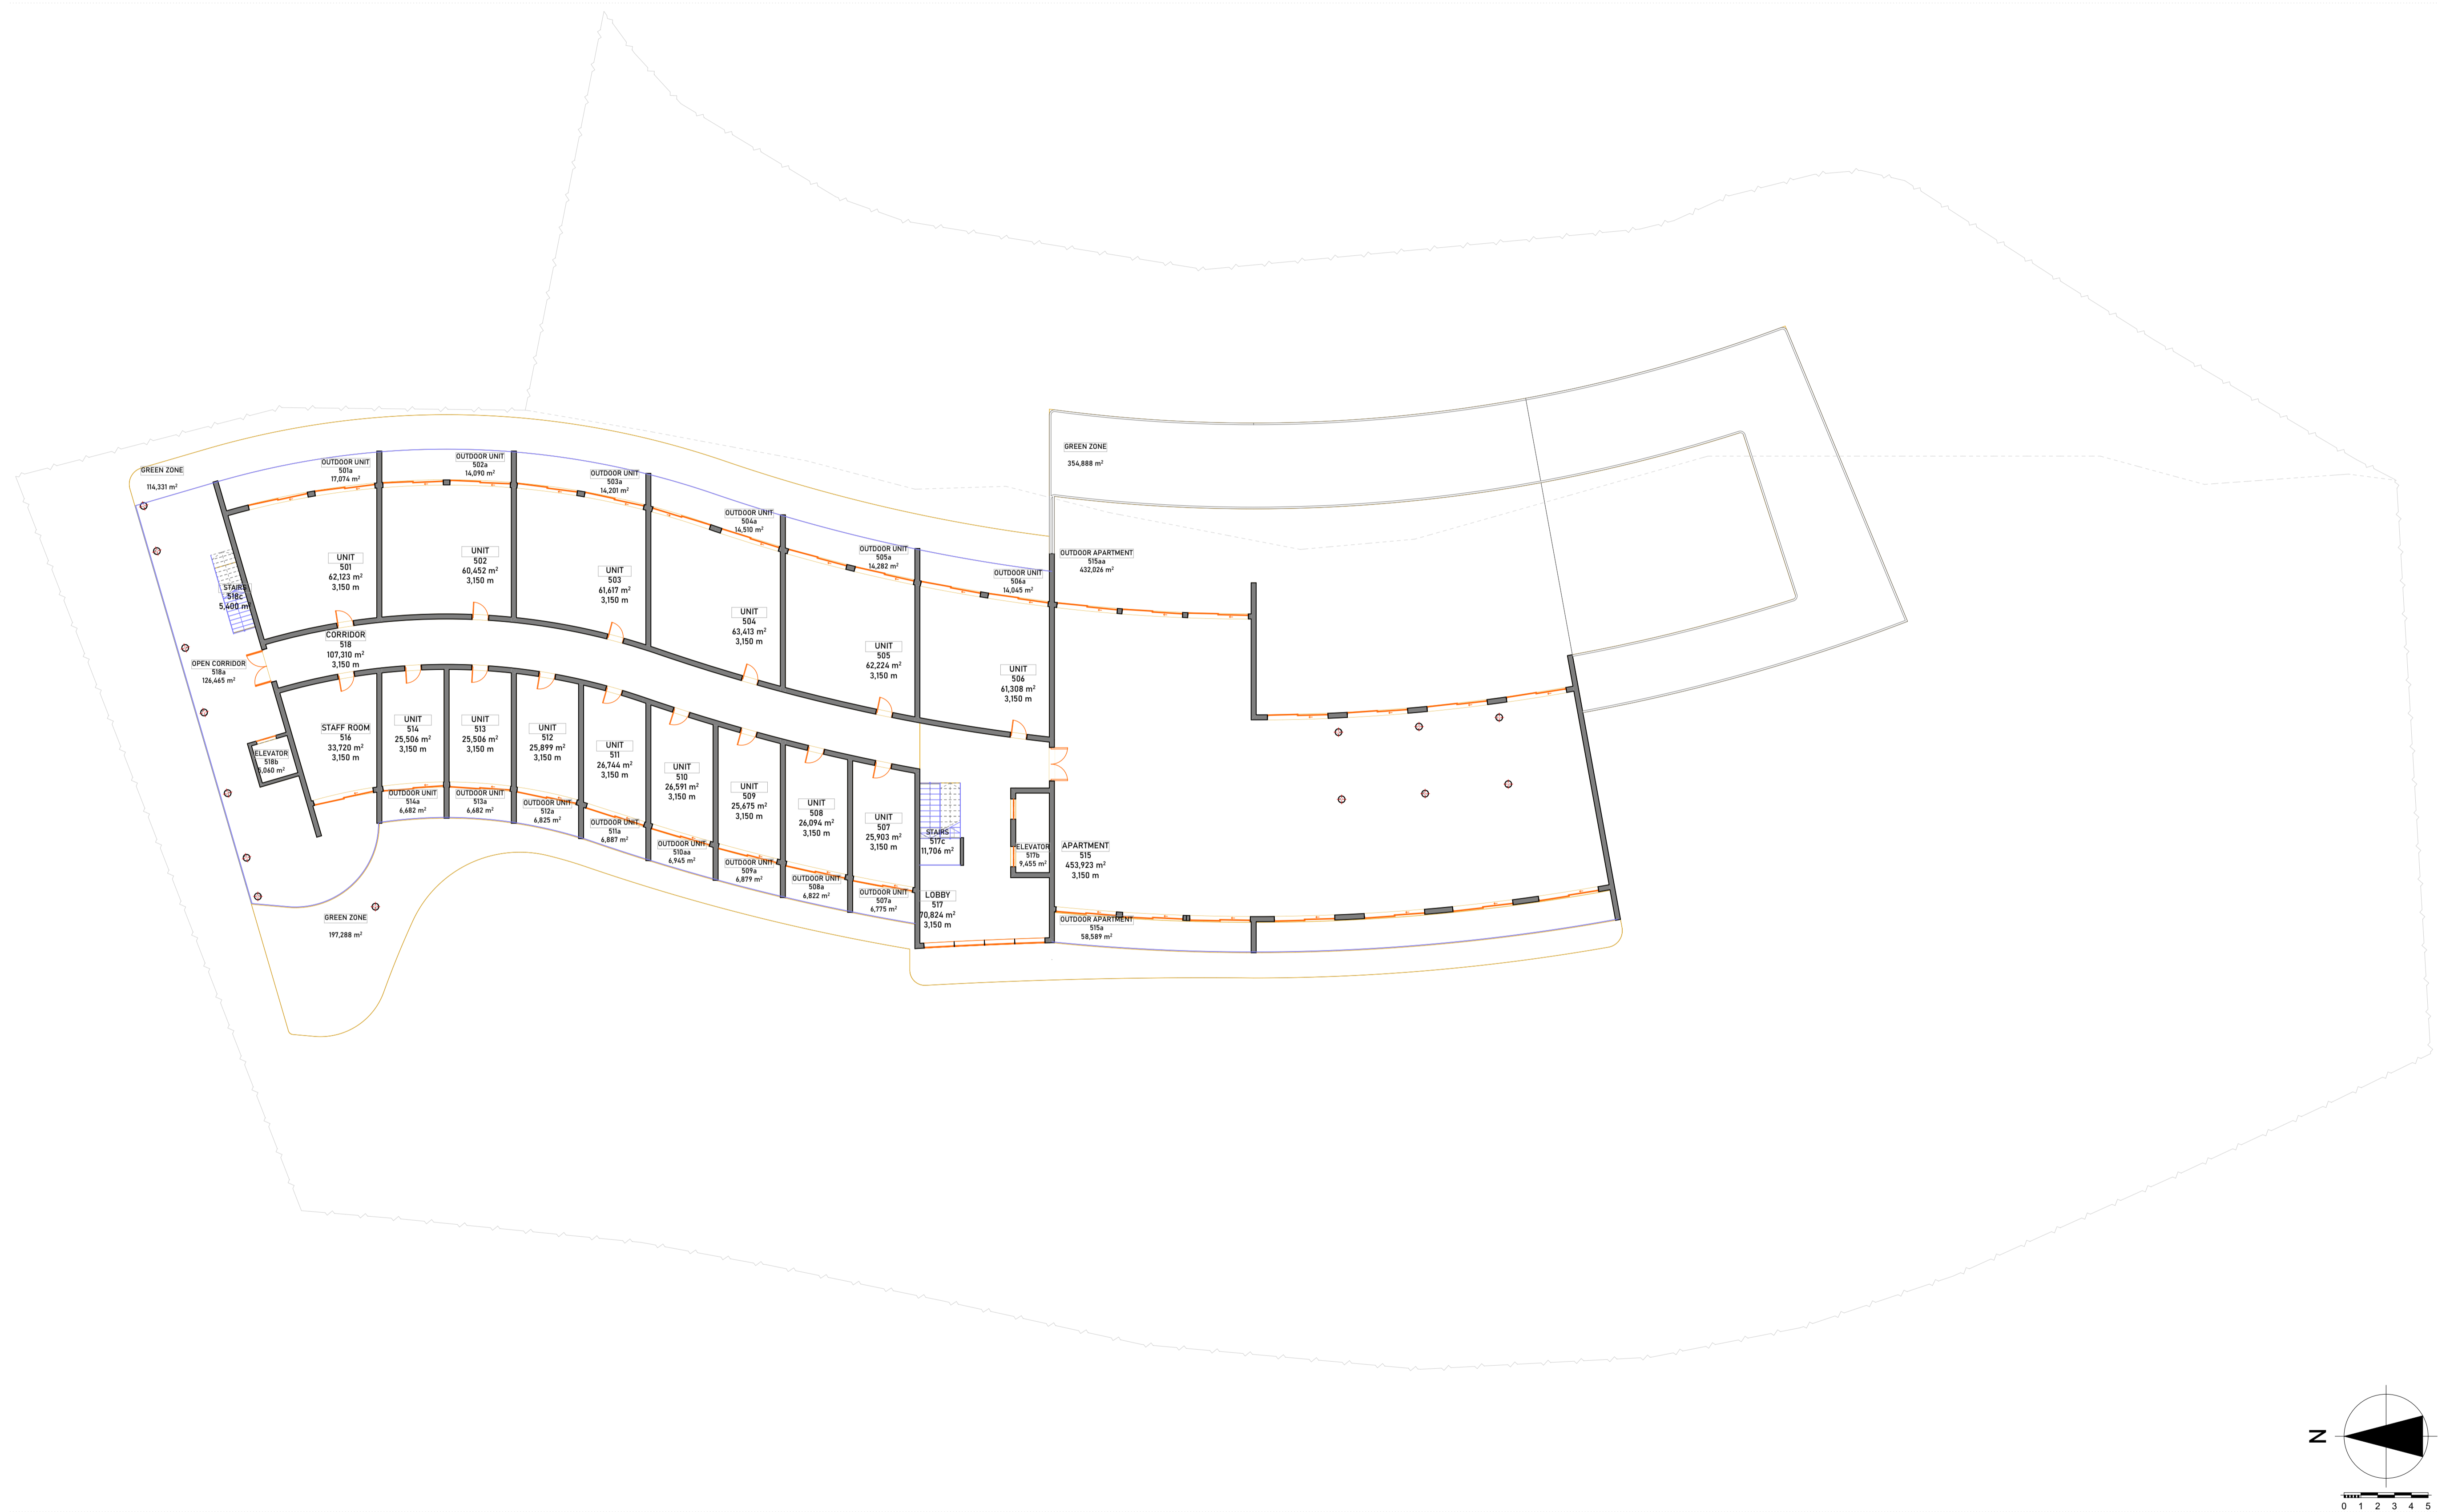 GREEN ZONE
114,331 m²
OUTDOOR UNIT
501a
17,074 m²
OUTDOOR UNIT
502a
14,090 m²
OUTDOOR UNIT
503a
14,201 m²
OUTDOOR UNIT
504a
14,510 m²
OUTDOOR UNIT
505a
14,282 m²
OUTDOOR UNIT
506a
14,045 m²
GREEN ZONE
354,888 m²
OUTDOOR APARTMENT
515aa
432,026 m²
UNIT
501
62,123 m²
3,150 m
UNIT
502
60,452 m²
3,150 m
UNIT
503
61,617 m²
3,150 m
UNIT
504
63,413 m²
3,150 m
UNIT
505
62,224 m²
3,150 m
UNIT
506
61,308 m²
3,150 m
STAIRS
518c
5,400 m²
CORRIDOR
518
107,310 m²
3,150 m
OPEN CORRIDOR
518a
126,465 m²
ELEVATOR
518b
5,060 m²
STAFF ROOM
516
33,720 m²
3,150 m
UNIT
514
25,506 m²
3,150 m
UNIT
513
25,506 m²
3,150 m
UNIT
512
25,899 m²
3,150 m
UNIT
511
26,744 m²
3,150 m
UNIT
510
26,591 m²
3,150 m
UNIT
509
25,675 m²
3,150 m
UNIT
508
26,094 m²
3,150 m
UNIT
507
25,903 m²
3,150 m
STAIRS
517c
11,706 m²
ELEVATOR
517b
9,455 m²
APARTMENT
515
453,923 m²
3,150 m
OUTDOOR UNIT
514a
6,682 m²
OUTDOOR UNIT
513a
6,682 m²
OUTDOOR UNIT
512a
6,825 m²
OUTDOOR UNIT
511a
6,887 m²
OUTDOOR UNIT
510aa
6,945 m²
OUTDOOR UNIT
509a
6,879 m²
OUTDOOR UNIT
508a
6,822 m²
OUTDOOR UNIT
507a
6,775 m²
LOBBY
517
70,824 m²
3,150 m
OUTDOOR APARTMENT
515a
58,589 m²
GREEN ZONE
197,288 m²
N
0 1 2 3 4 5